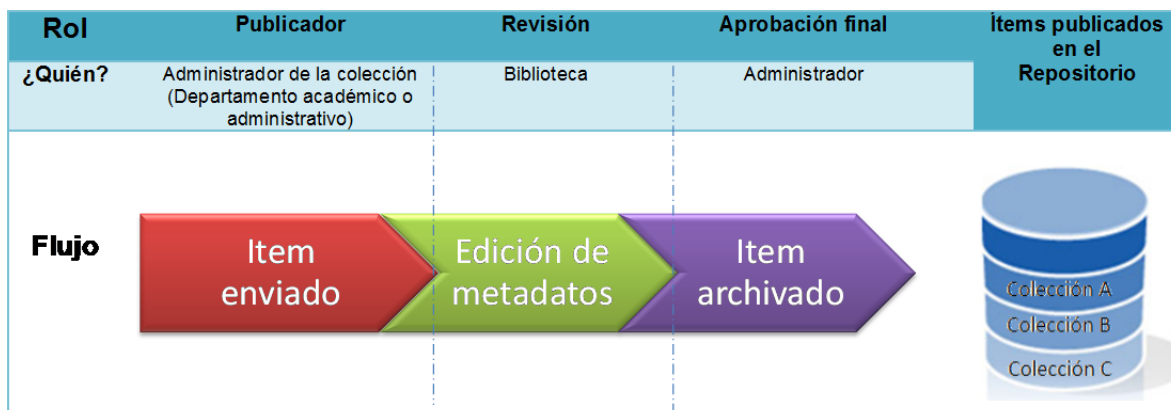 Rol
Publicador
Revisión
Aprobación final
Ítems publicados
en el
Repositorio
¿Quién?
Administrador de la colección
(Departamento académico o
administrativo)
Biblioteca
Administrador
Flujo
Item
enviado
Edición de
metadatos
Item
archivado
Colección A
Colección B
Colección C